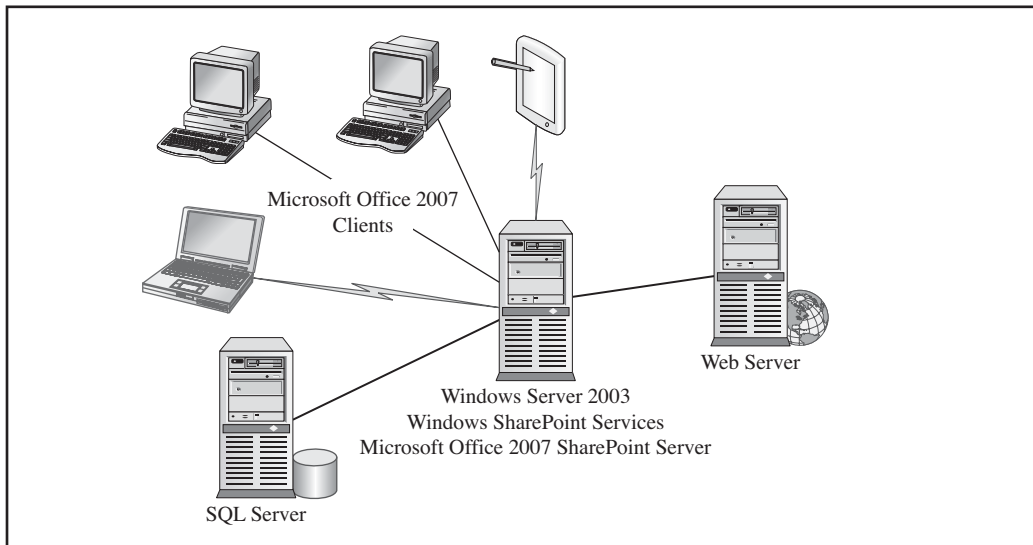 Microsoft Office 2007
Clients
Web Server
Windows Server 2003
Windows SharePoint Services
Microsoft Office 2007 SharePoint Server
SQL Server